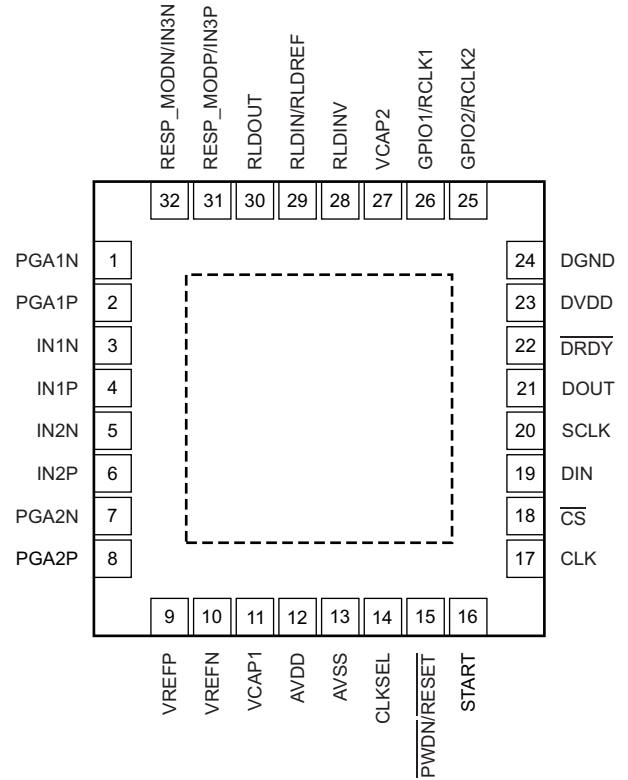 RESP_MODN/IN3N
RESP_MODP/IN3P
RLDOUT
RLDIN/RLDREF
RLDINV
VCAP2
GPIO1/RCLK1
GPIO2/RCLK2
32 31 30 29 28 27 26 25
PGA1N 1
PGA1P 2
IN1N 3
IN1P 4
IN2N 5
IN2P 6
PGA2N 7
PGA2P 8
24 DGND
23 DVDD
22 DRDY
21 DOUT
20 SCLK
19 DIN
18 CS
17 CLK
9 10 11 12 13 14 15 16
VREFP
VREFN
VCAP1
AVDD
AVSS
CLKSEL
PWDN/RESET
START